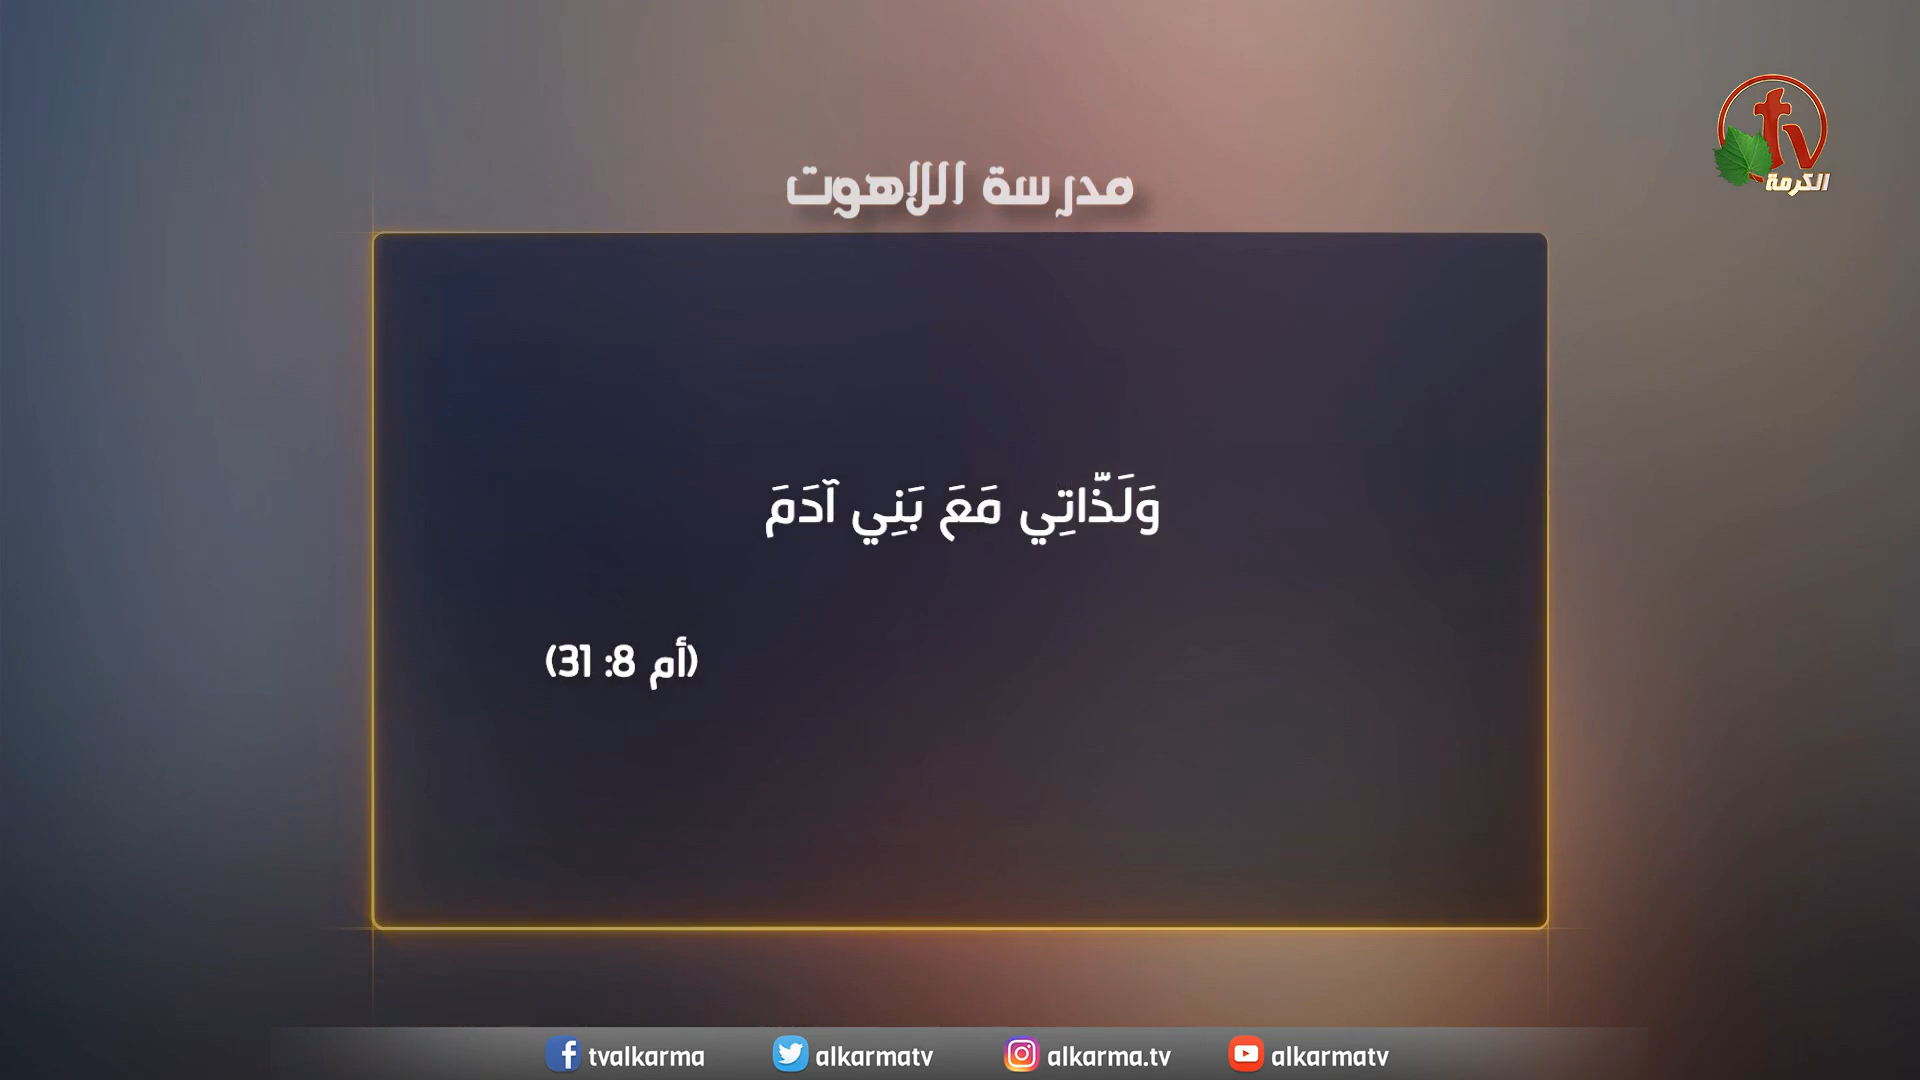 tv
الكرمة
مدرسة اللاهوت
وَلَذَّاتِي مَعَ بَنِي آدَمَ
(أم 8: 31)
tvalkarma alkarmatv alkarma.tv alkarmatv